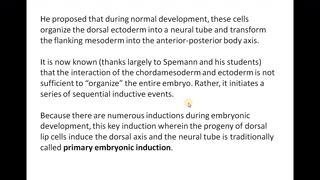 He proposed that during normal development, these cells
organize the dorsal ectoderm into a neural tube and transform
the flanking mesoderm into the anterior-posterior body axis.
It is now known (thanks largely to Spemann and his students)
that the interaction of the chordamesoderm and ectoderm is not
sufficient to “organize” the entire embryo. Rather, it initiates a
series of sequential inductive events.
Because there are numerous inductions during embryonic
development, this key induction wherein the progeny of dorsal
lip cells induce the dorsal axis and the neural tube is traditionally
called primary embryonic induction.